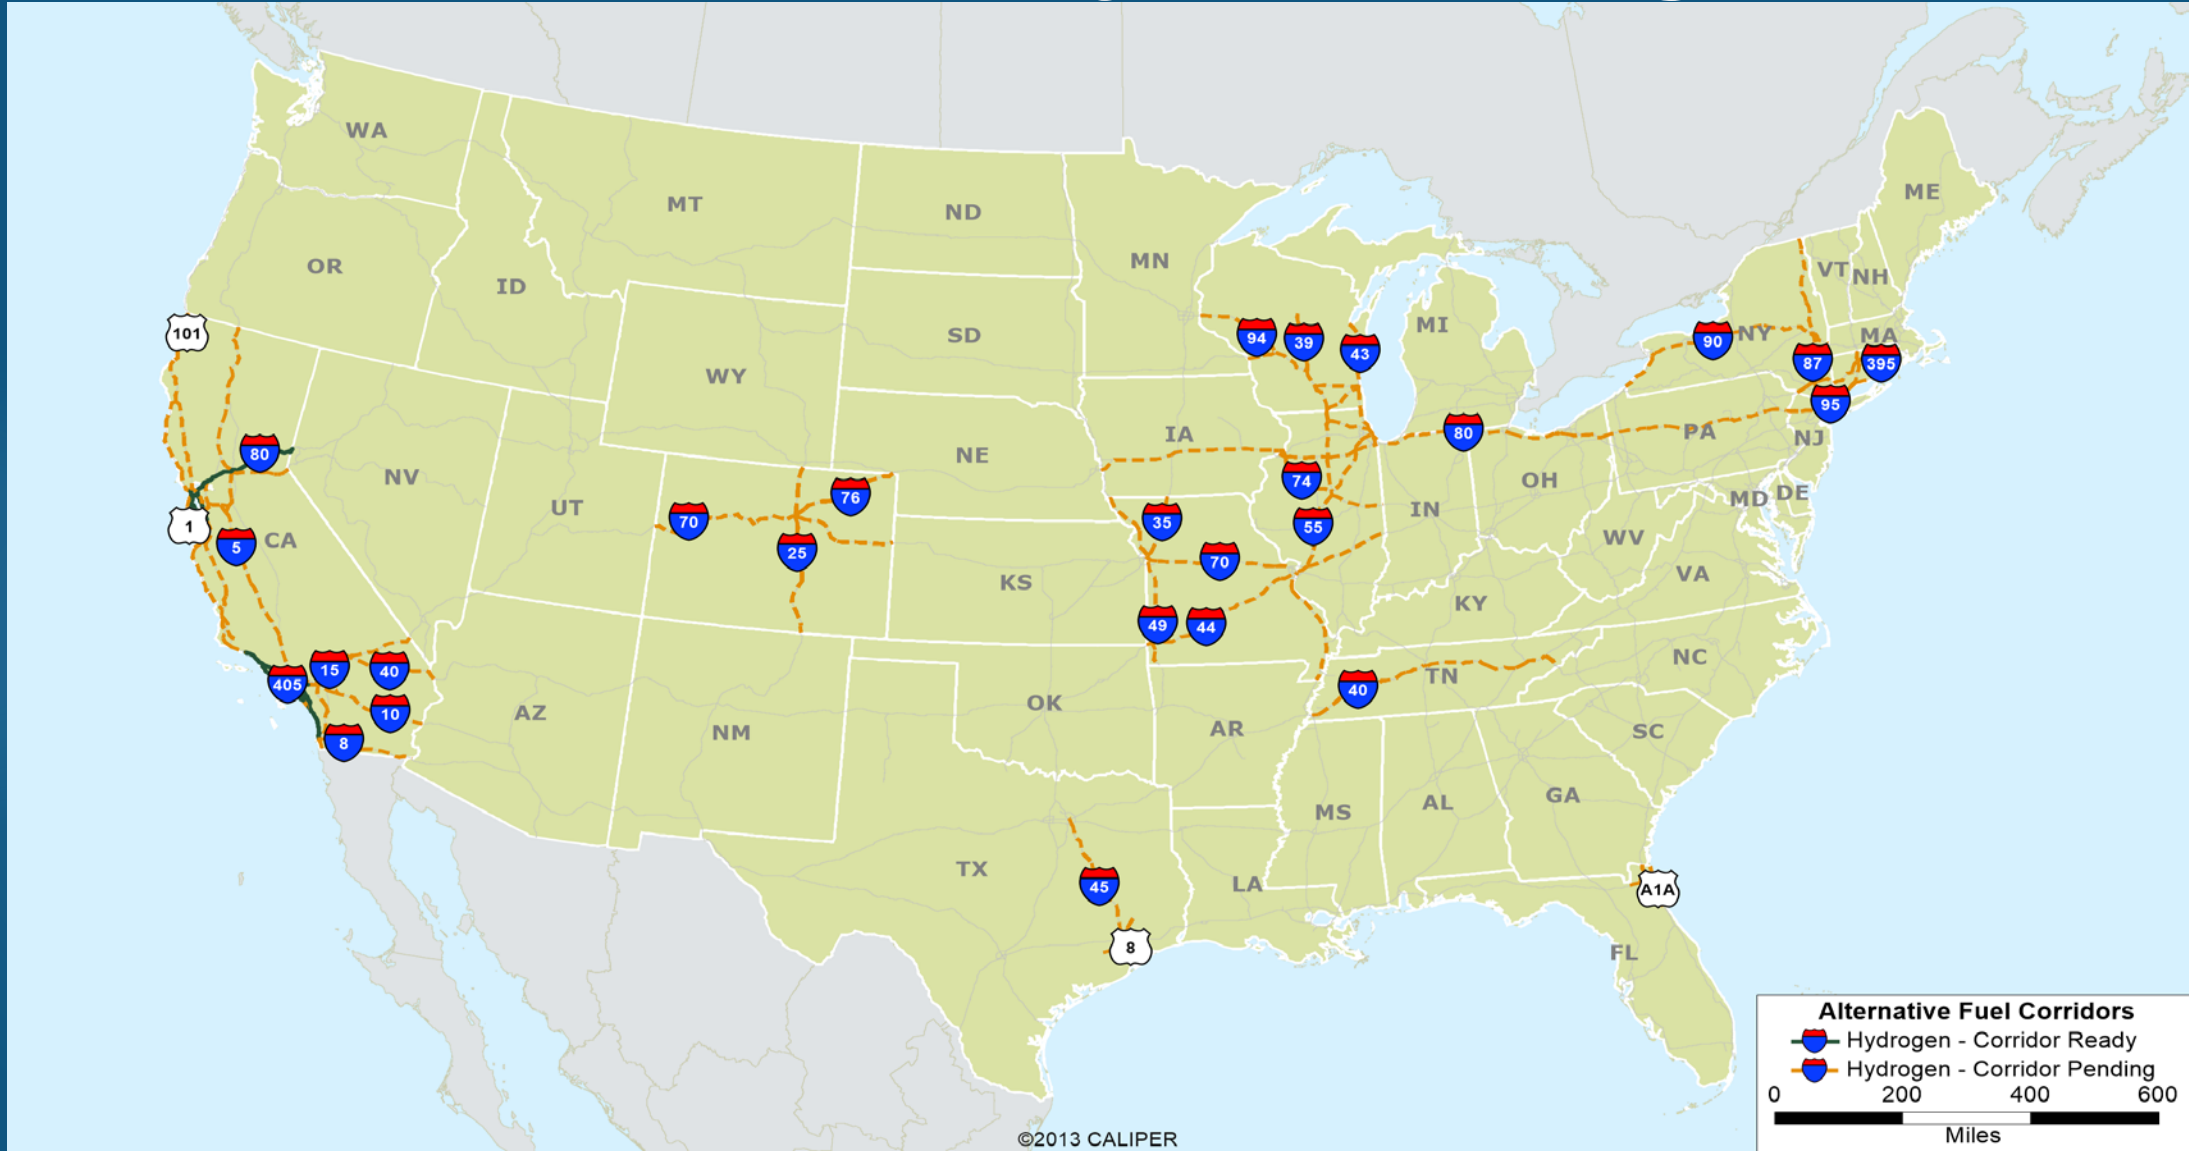 WA
MT
ND
MN
ME
OR
ID
SD
WY
MI
VT
NH
NY
MA
101
94
39
43
90
87
395
95
80
NV
UT
NE
IA
80
PA
NJ
OH
IN
MD
DE
WV
VA
76
70
25
74
55
35
70
1
5
CA
KS
KY
49
44
15
40
405
10
8
AZ
NM
OK
AR
40
TN
NC
SC
MS
AL
GA
TX
LA
45
8
A1A
FL
Alternative Fuel Corridors
Hydrogen - Corridor Ready
Hydrogen - Corridor Pending
0 200 400 600
Miles
©2013 CALIPER